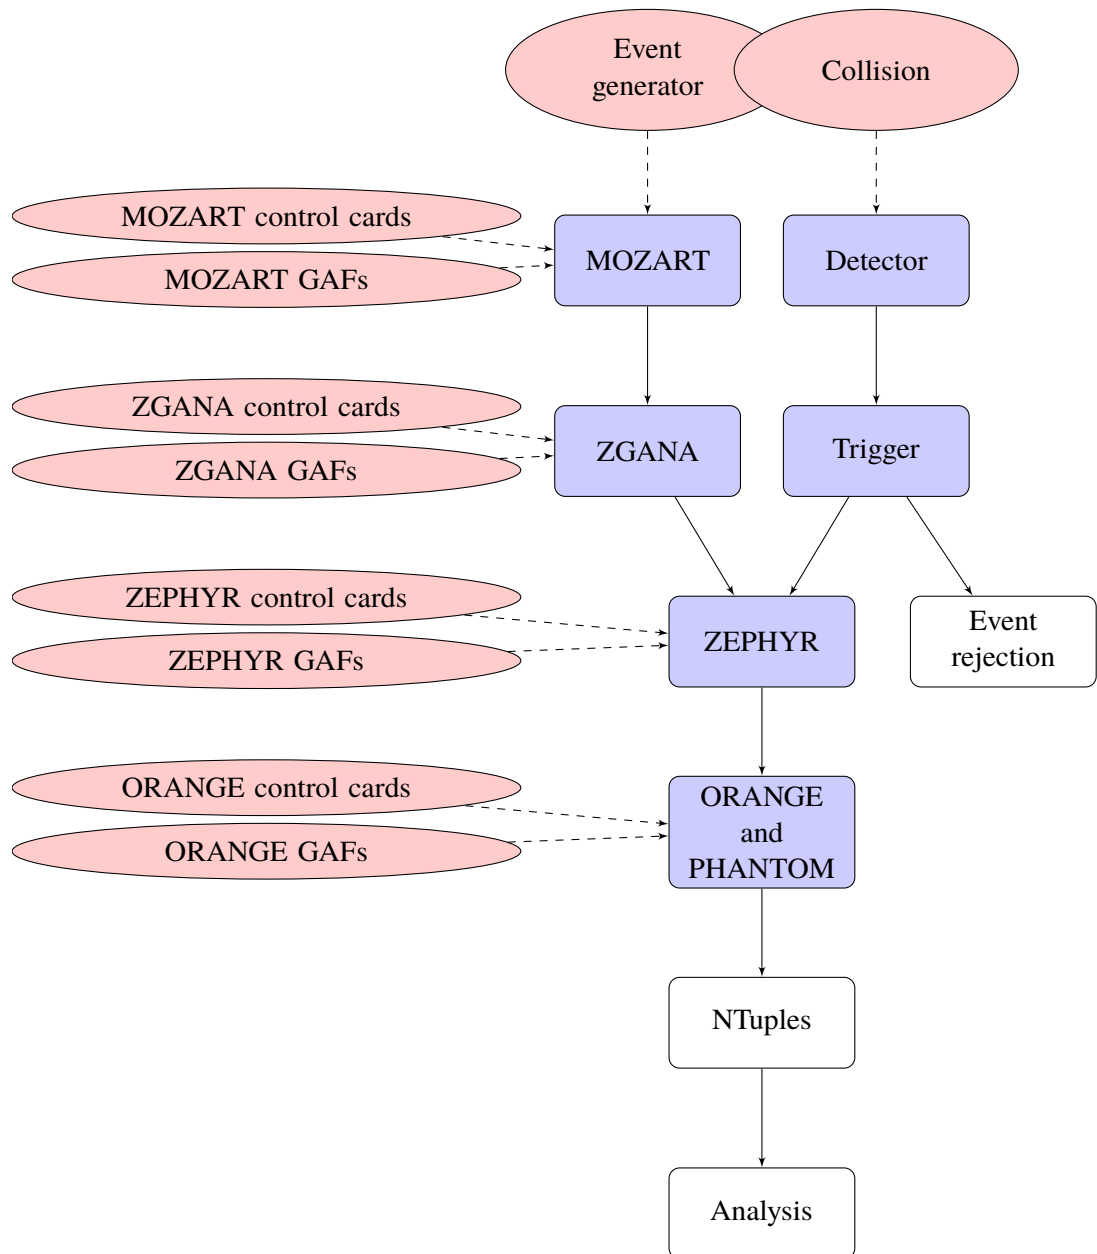 Event
generator
Collision
MOZART control cards
MOZART GAFs
MOZART
Detector
ZGANA control cards
ZGANA GAFs
ZGANA
Trigger
ZEPHYR control cards
ZEPHYR GAFs
ZEPHYR
Event
rejection
ORANGE control cards
ORANGE GAFs
ORANGE
and
PHANTOM
NTuples
Analysis